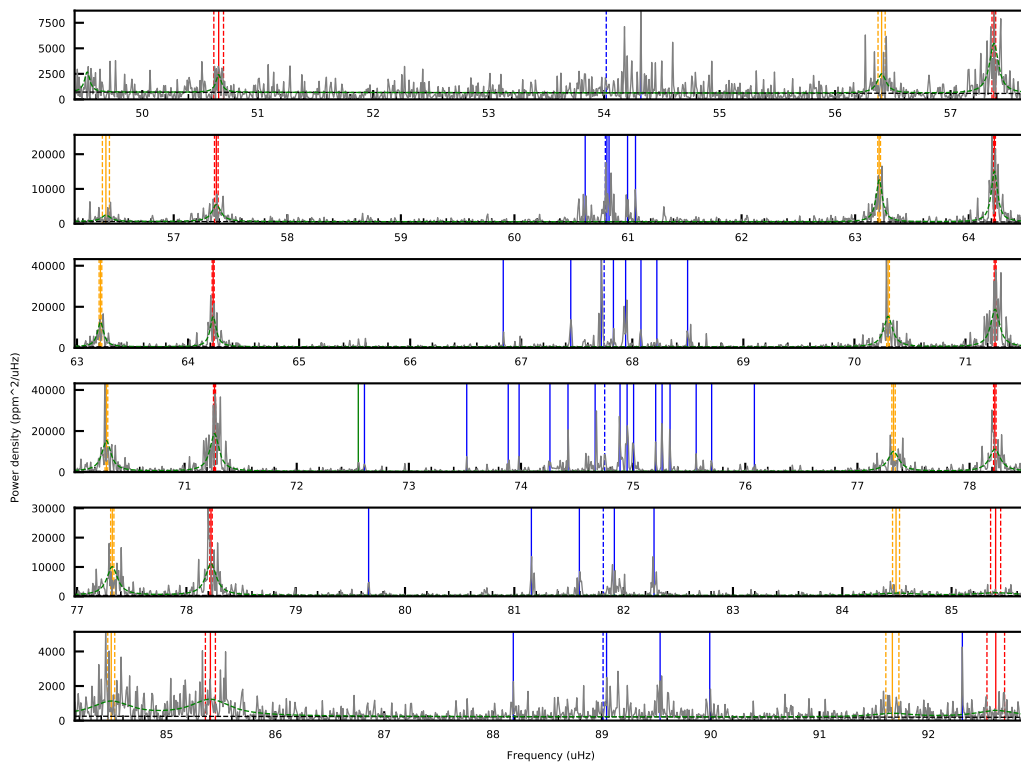 7500
5000
2500
0
50 51 52 53 54 55 56 57
20000
10000
0
57 58 59 60 61 62 63 64
40000
20000
0
63 64 65 66 67 68 69 70 71
Power density (ppm^2/uHz)
40000
20000
0
71 72 73 74 75 76 77 78
30000
20000
10000
0
77 78 79 80 81 82 83 84 85
4000
2000
0
85 86 87 88 89 90 91 92
Frequency (uHz)